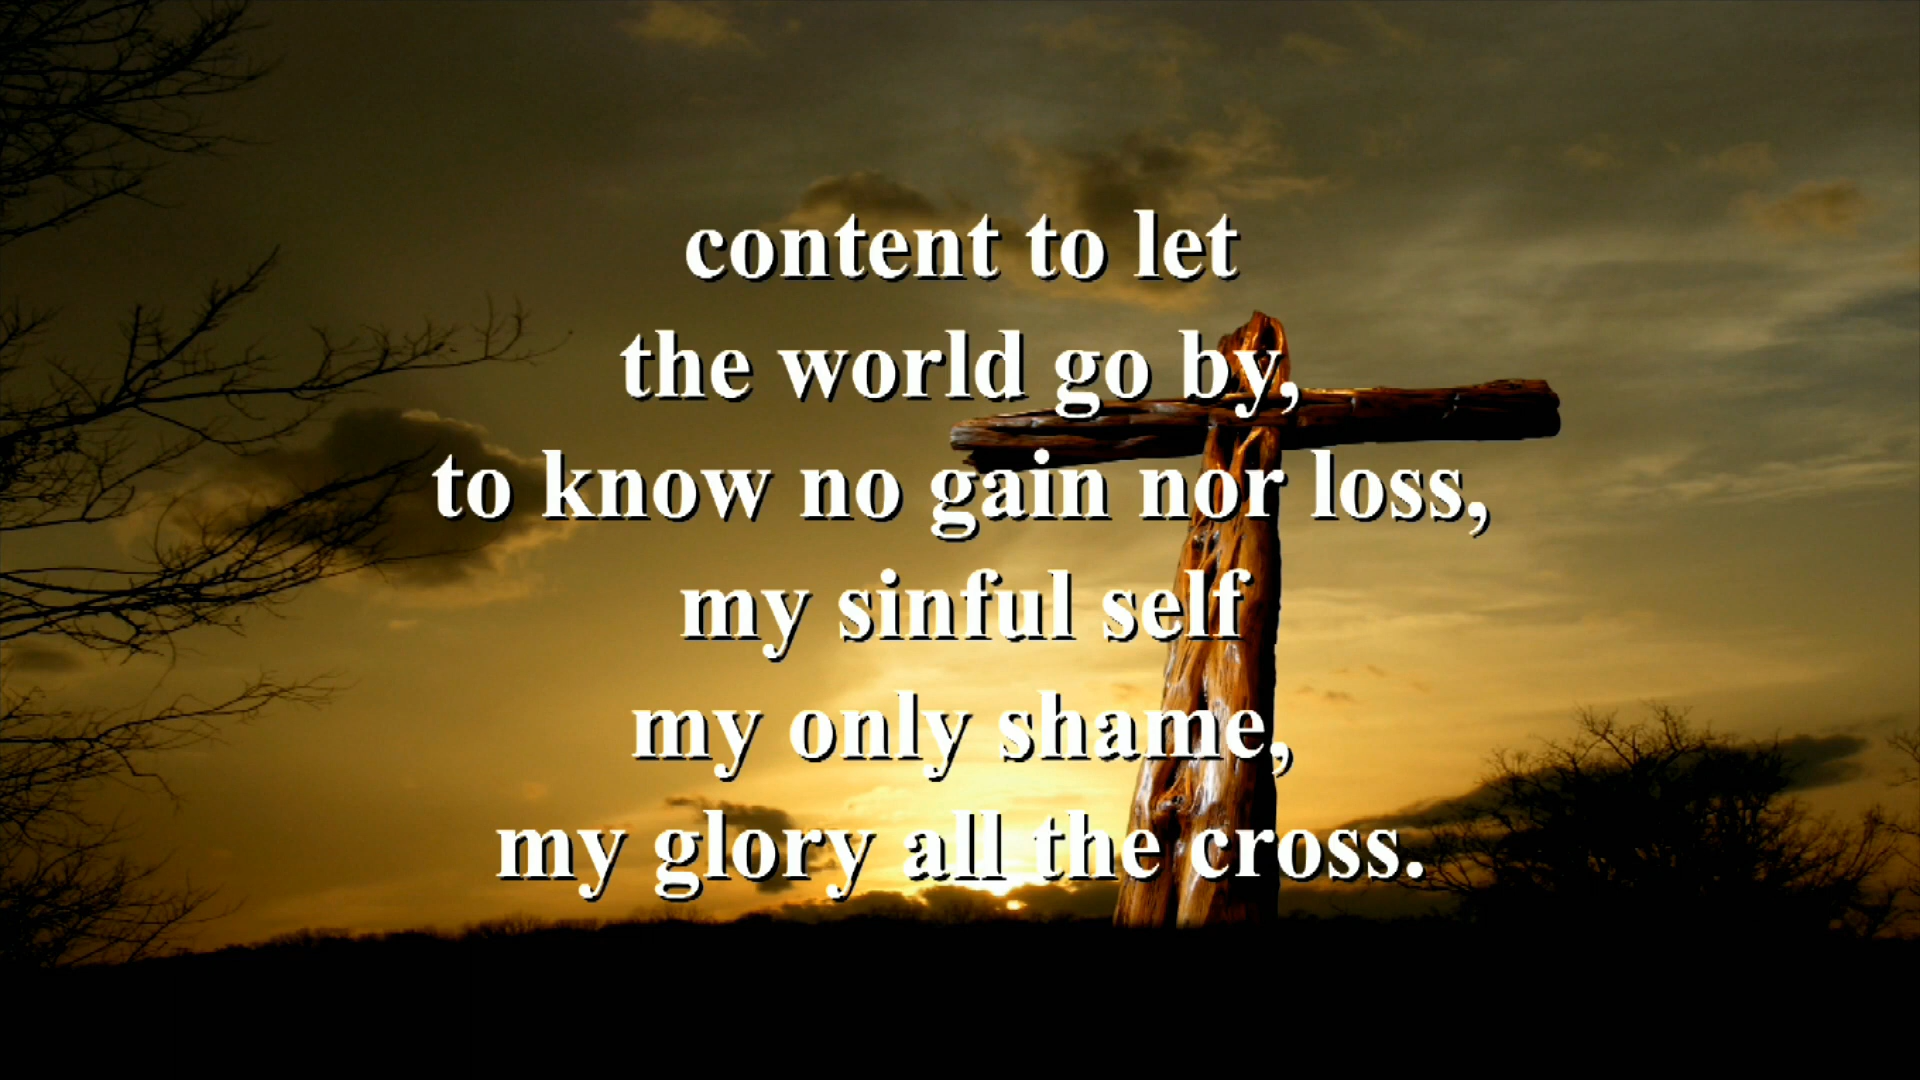 content to let
the world go by,
to know no gain nor loss,
my sinful self
my only shame,
my glory all the cross.